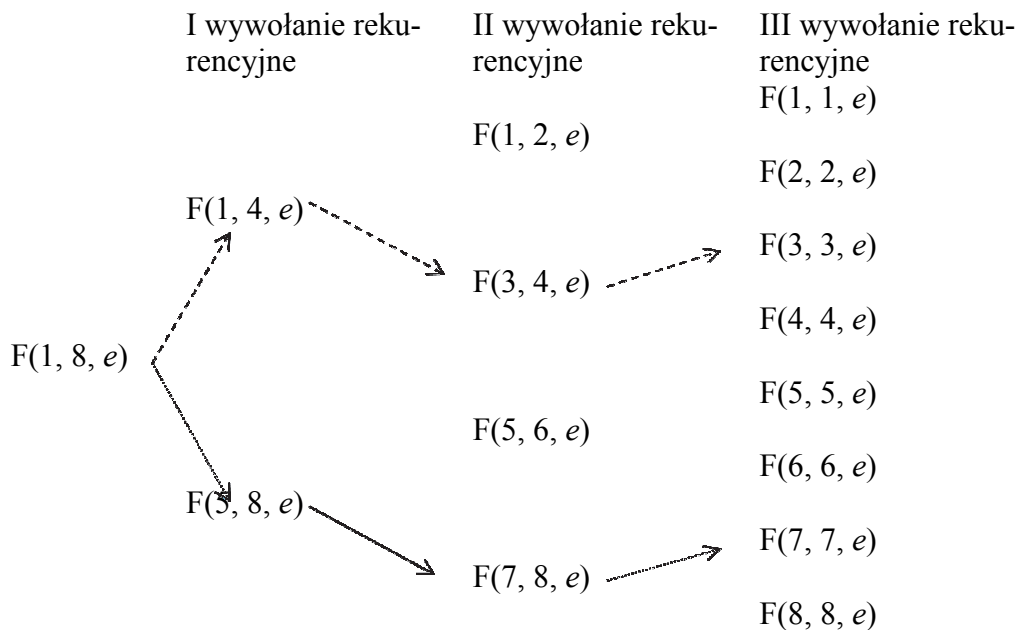 I wywołanie reku-
rencyjne
II wywołanie reku-
rencyjne
III wywołanie reku-
rencyjne
F(1, 1, e)
F(1, 2, e)
F(2, 2, e)
F(1, 4, e)
F(3, 3, e)
F(3, 4, e)
F(4, 4, e)
F(1, 8, e)
F(5, 5, e)
F(5, 6, e)
F(6, 6, e)
F(5, 8, e)
F(7, 7, e)
F(7, 8, e)
F(8, 8, e)